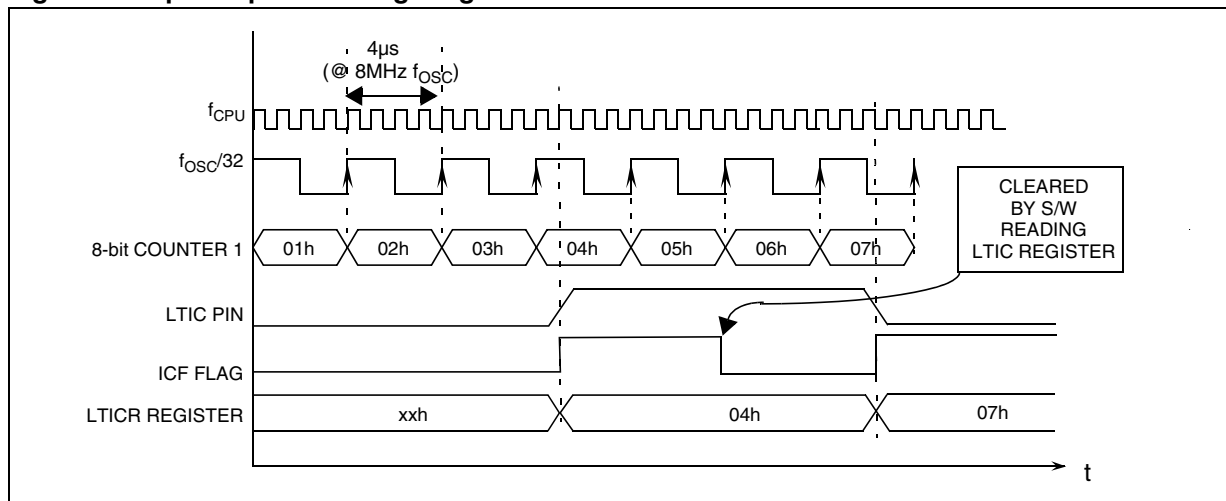 4µs
(@ 8MHz fOSC)
fCPU
fOSC/32
CLEARED
BY S/W
READING
LTIC REGISTER
8-bit COUNTER 1
01h
02h
03h
04h
05h
06h
07h
LTIC PIN
ICF FLAG
LTICR REGISTER
xxh
04h
07h
t